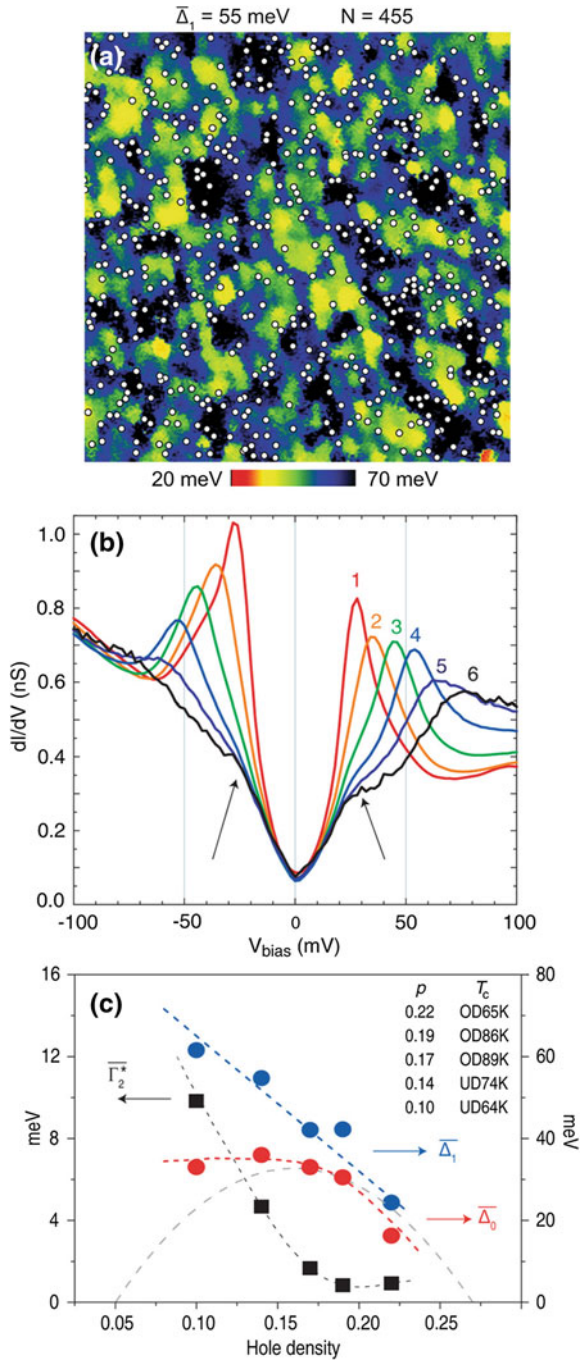 Δ̅₁ = 55 meV N = 455
(a)
20 meV 70 meV
(b)
1.0
0.8
0.6
0.4
0.2
0.0
dI/dV (nS)
1
2
3
4
5
6
-100 -50 0 50 100
V_bias (mV)
(c)
16
12
8
4
0
meV
p T_c
0.22 OD65K
0.19 OD86K
0.17 OD89K
0.14 UD74K
0.10 UD64K
Γ₂*
Δ̅₁
Δ̅₀
80
60
40
20
0
meV
0.05 0.10 0.15 0.20 0.25
Hole density